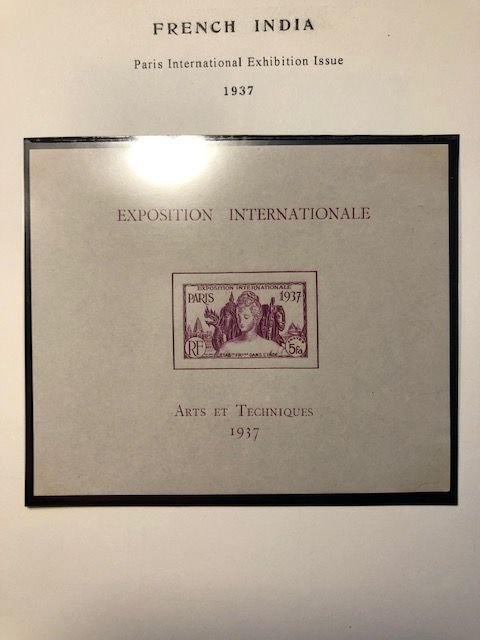 FRENCH INDIA
Paris International Exhibition Issue
1937
EXPOSITION INTERNATIONALE
EXPOSITION INTERNATIONALE
PARIS 1937
RF 5Fa
ARTS ET TECHNIQUES
1937